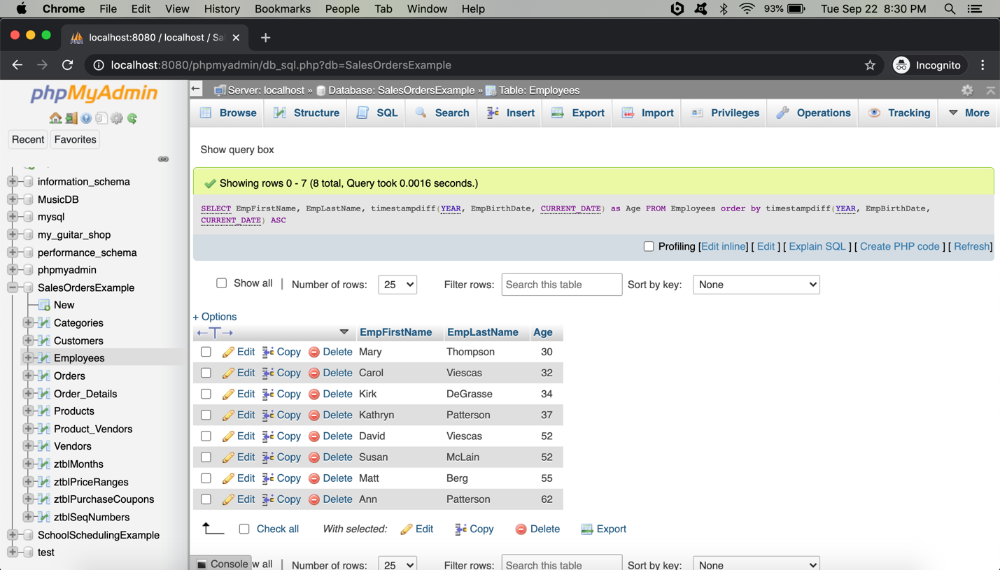 Chrome File Edit View History Bookmarks People Tab Window Help 93% Tue Sep 22 8:30 PM
localhost:8080 / localhost / Sa
localhost:8080/phpmyadmin/db_sql.php?db=SalesOrdersExample Incognito
phpMyAdmin
Recent Favorites
information_schema
MusicDB
mysql
my_guitar_shop
performance_schema
phpmyadmin
SalesOrdersExample
New
Categories
Customers
Employees
Orders
Order_Details
Products
Product_Vendors
Vendors
ztblMonths
ztblPriceRanges
ztblPurchaseCoupons
ztblSeqNumbers
SchoolSchedulingExample
test
Server: localhost » Database: SalesOrdersExample » Table: Employees
Browse Structure SQL Search Insert Export Import Privileges Operations Tracking More
Show query box
Showing rows 0 - 7 (8 total, Query took 0.0016 seconds.)
SELECT EmpFirstName, EmpLastName, timestampdiff(YEAR, EmpBirthDate, CURRENT_DATE) as Age FROM Employees order by timestampdiff(YEAR, EmpBirthDate,
CURRENT_DATE) ASC
Profiling [Edit inline] [ Edit ] [ Explain SQL ] [ Create PHP code ] [ Refresh]
Show all | Number of rows: 25 Filter rows: Search this table Sort by key: None
+ Options
←T→ EmpFirstName EmpLastName Age
Edit Copy Delete Mary Thompson 30
Edit Copy Delete Carol Viescas 32
Edit Copy Delete Kirk DeGrasse 34
Edit Copy Delete Kathryn Patterson 37
Edit Copy Delete David Viescas 52
Edit Copy Delete Susan McLain 52
Edit Copy Delete Matt Berg 55
Edit Copy Delete Ann Patterson 62
Check all With selected: Edit Copy Delete Export
Console w all | Number of rows: 25 Filter rows: Search this table Sort by key: None